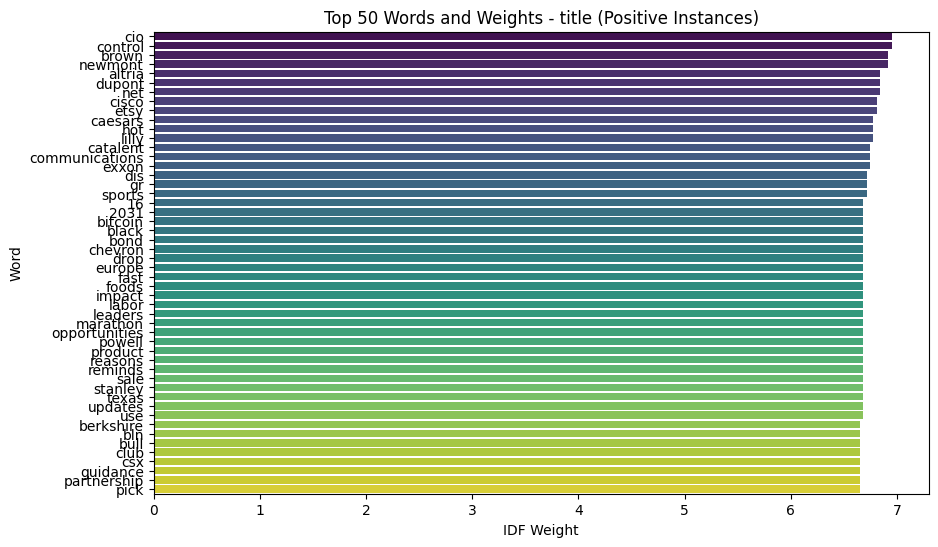 Top 50 Words and Weights - title (Positive Instances)
cio
control
brown
newmont
altria
dupont
net
cisco
etsy
caesars
hot
lilly
catalent
communications
exxon
dis
gr
sports
16
2031
bitcoin
black
bond
chevron
drop
europe
fast
foods
impact
labor
leaders
marathon
opportunities
powell
product
reasons
reminds
sale
stanley
texas
updates
use
berkshire
bln
bull
club
csx
guidance
partnership
pick
Word
0 1 2 3 4 5 6 7
IDF Weight